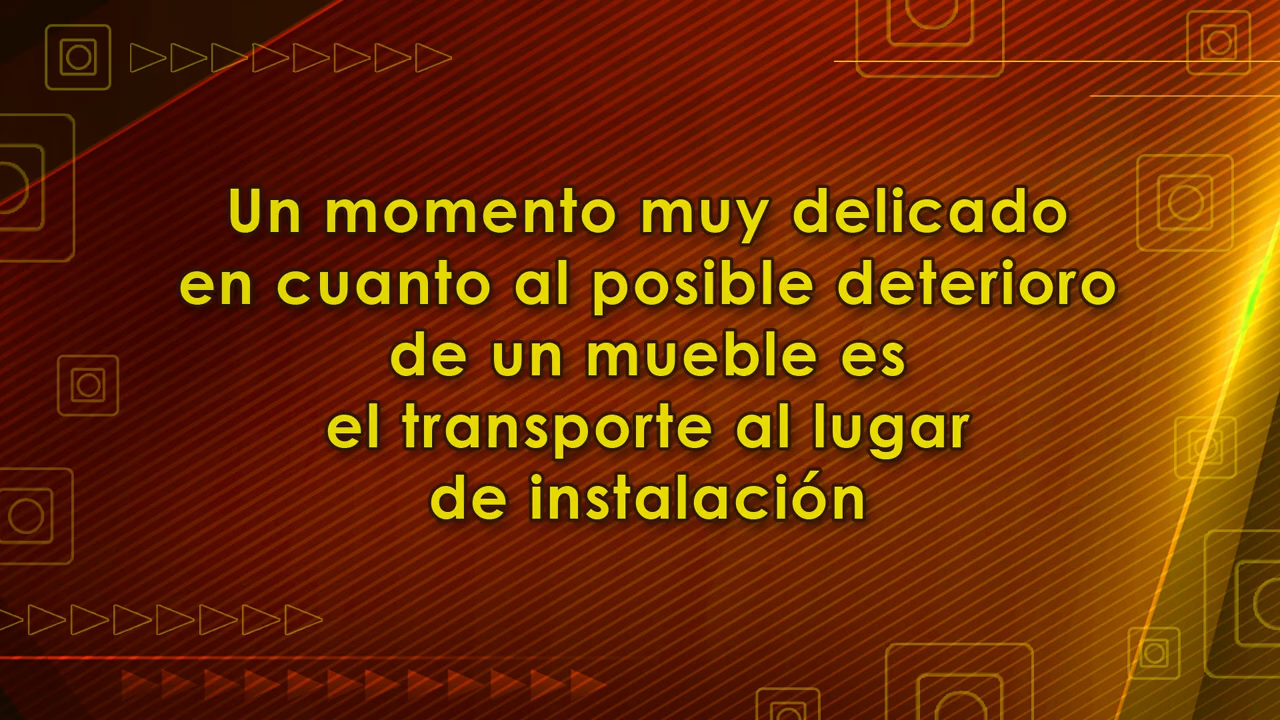 Un momento muy delicado
en cuanto al posible deterioro
de un mueble es
el transporte al lugar
de instalación